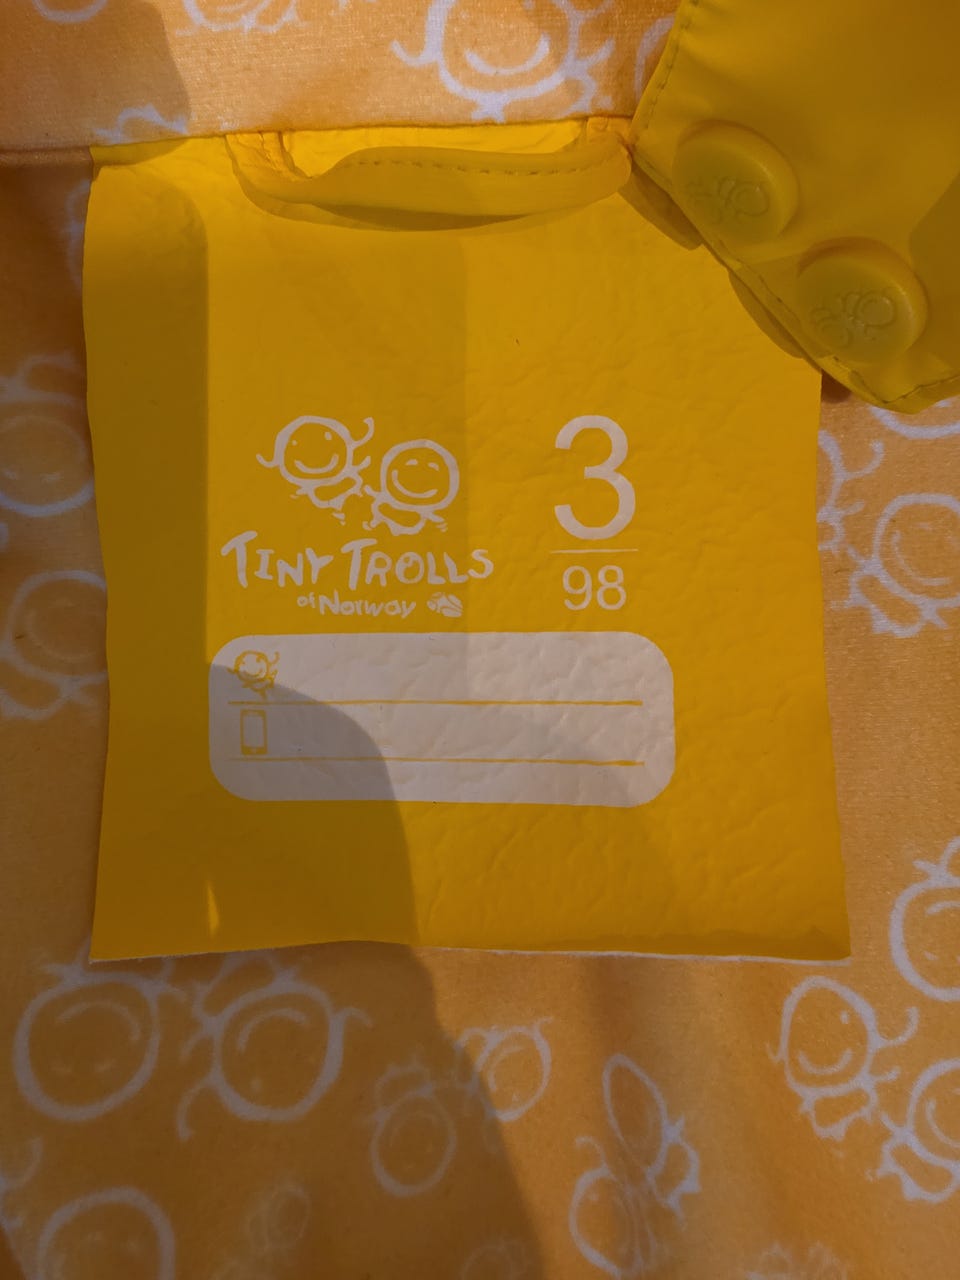 TINY TROLLS
of Norway
3
98